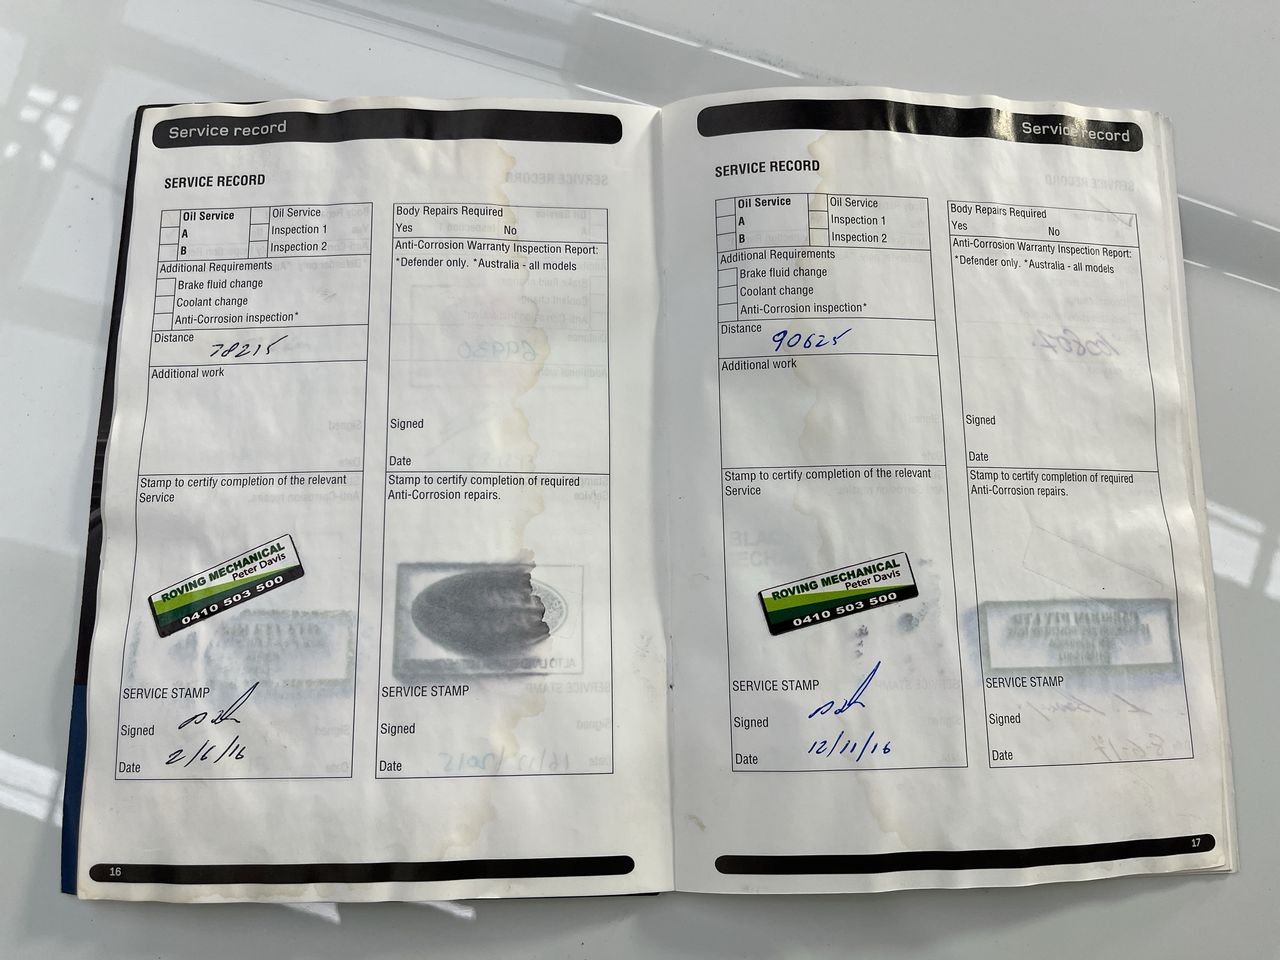 Service record
SERVICE RECORD
Oil Service
A
B
Oil Service
Inspection 1
Inspection 2
Additional Requirements
Brake fluid change
Coolant change
Anti-Corrosion inspection*
Distance
78215
Additional work
Stamp to certify completion of the relevant
Service
ROVING MECHANICAL
Peter Davis
0410 503 500
SERVICE STAMP
Signed
Date 2/6/16
Body Repairs Required
Yes No
Anti-Corrosion Warranty Inspection Report:
*Defender only. *Australia - all models
Signed
Date
Stamp to certify completion of required
Anti-Corrosion repairs.
SERVICE STAMP
Signed
Date
16
Service record
SERVICE RECORD
Oil Service
A
B
Oil Service
Inspection 1
Inspection 2
Additional Requirements
Brake fluid change
Coolant change
Anti-Corrosion inspection*
Distance
90625
Additional work
Stamp to certify completion of the relevant
Service
ROVING MECHANICAL
Peter Davis
0410 503 500
SERVICE STAMP
Signed
Date 12/11/16
Body Repairs Required
Yes No
Anti-Corrosion Warranty Inspection Report:
*Defender only. *Australia - all models
Signed
Date
Stamp to certify completion of required
Anti-Corrosion repairs.
SERVICE STAMP
Signed
Date
17